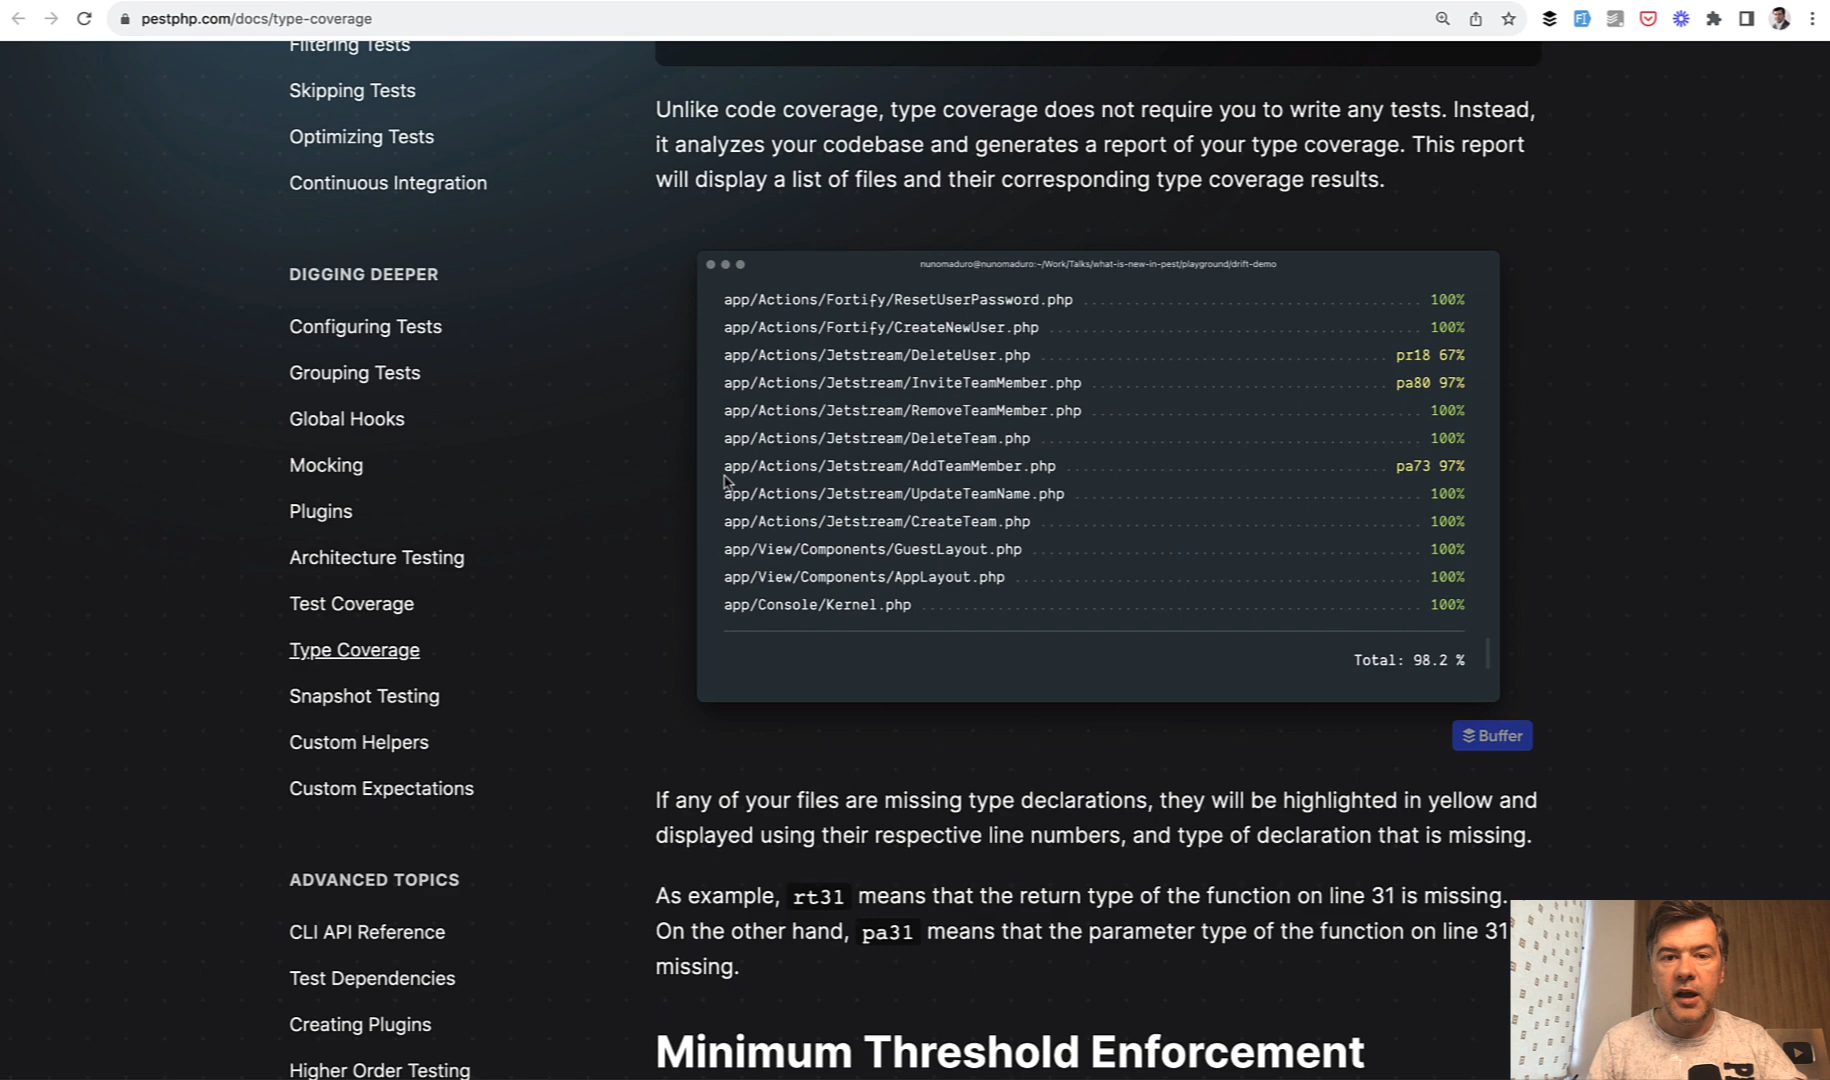 pestphp.com/docs/type-coverage
Filtering Tests
Skipping Tests
Optimizing Tests
Continuous Integration
DIGGING DEEPER
Configuring Tests
Grouping Tests
Global Hooks
Mocking
Plugins
Architecture Testing
Test Coverage
Type Coverage
Snapshot Testing
Custom Helpers
Custom Expectations
ADVANCED TOPICS
CLI API Reference
Test Dependencies
Creating Plugins
Higher Order Testing
Unlike code coverage, type coverage does not require you to write any tests. Instead,
it analyzes your codebase and generates a report of your type coverage. This report
will display a list of files and their corresponding type coverage results.
nunomaduro@nunomaduro:~/Work/Talks/what-is-new-in-pest/playground/drift-demo
app/Actions/Fortify/ResetUserPassword.php 100%
app/Actions/Fortify/CreateNewUser.php 100%
app/Actions/Jetstream/DeleteUser.php pr18 67%
app/Actions/Jetstream/InviteTeamMember.php pa80 97%
app/Actions/Jetstream/RemoveTeamMember.php 100%
app/Actions/Jetstream/DeleteTeam.php 100%
app/Actions/Jetstream/AddTeamMember.php pa73 97%
app/Actions/Jetstream/UpdateTeamName.php 100%
app/Actions/Jetstream/CreateTeam.php 100%
app/View/Components/GuestLayout.php 100%
app/View/Components/AppLayout.php 100%
app/Console/Kernel.php 100%
Total: 98.2 %
Buffer
If any of your files are missing type declarations, they will be highlighted in yellow and
displayed using their respective line numbers, and type of declaration that is missing.
As example, rt31 means that the return type of the function on line 31 is missing.
On the other hand, pa31 means that the parameter type of the function on line 31
missing.
Minimum Threshold Enforcement